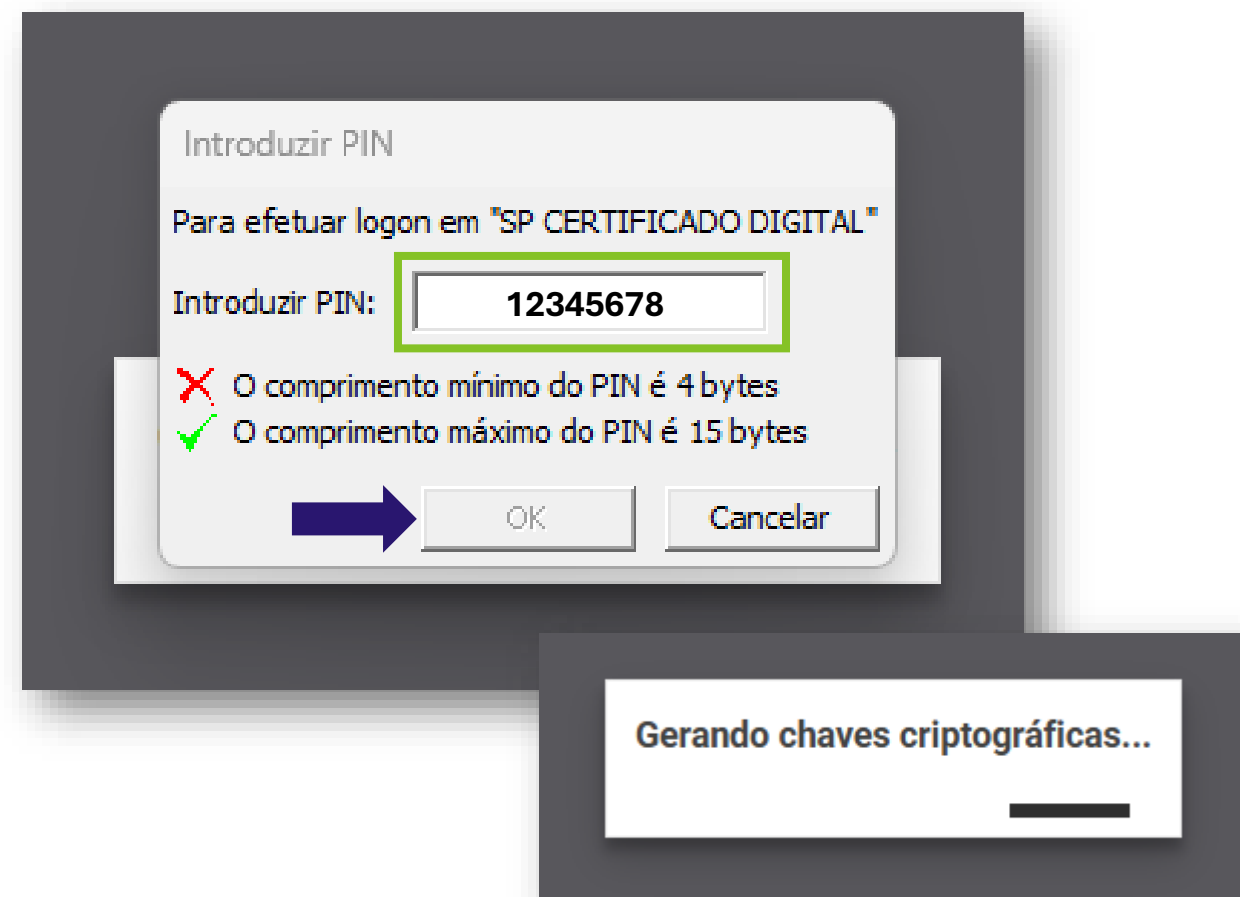 Introduzir PIN
Para efetuar logon em "SP CERTIFICADO DIGITAL"
Introduzir PIN: 12345678
O comprimento mínimo do PIN é 4 bytes
O comprimento máximo do PIN é 15 bytes
OK Cancelar
Gerando chaves criptográficas...